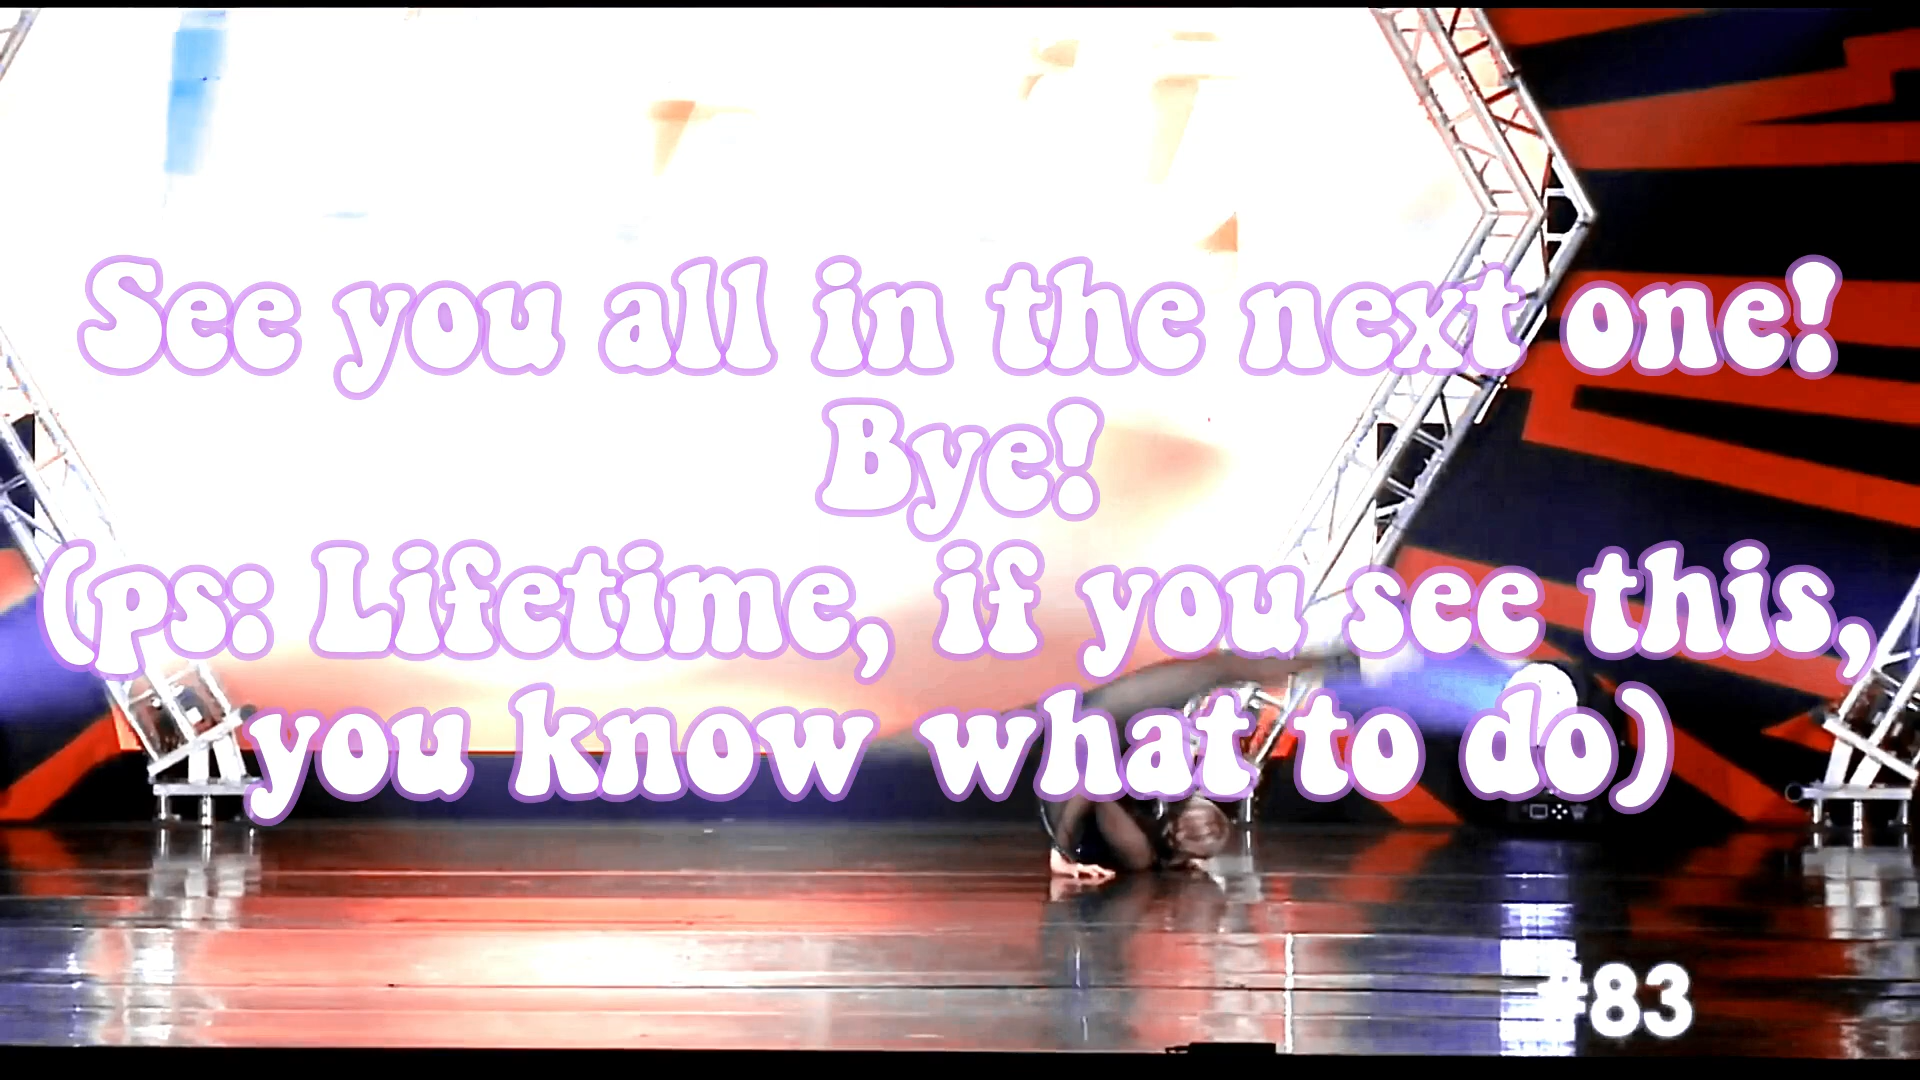 See you all in the next one!
Bye!
(ps: Lifetime, if you see this,
you know what to do)
#83